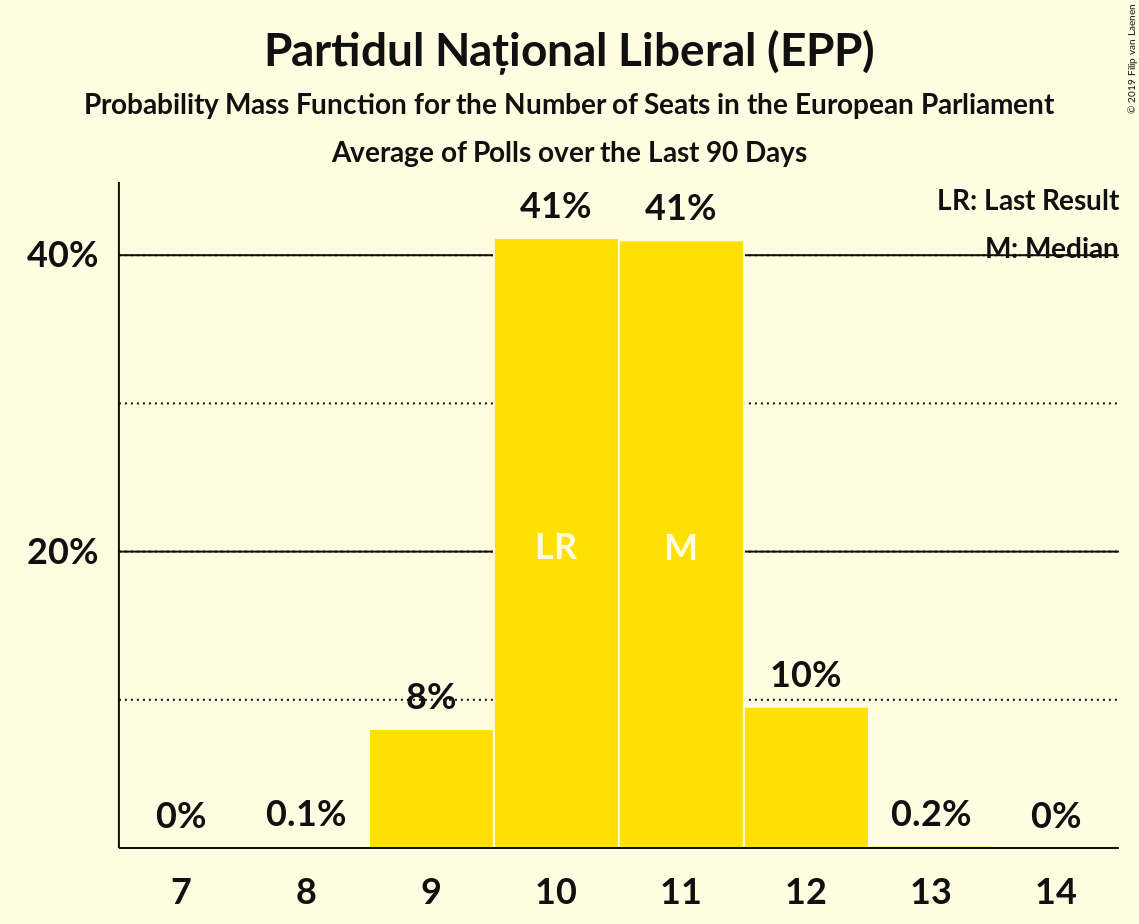 Partidul Național Liberal (EPP)
Probability Mass Function for the Number of Seats in the European Parliament
Average of Polls over the Last 90 Days
© 2019 Filip van Laenen
LR: Last Result
M: Median
41%
41%
40%
20%
LR
M
8%
10%
0%
0.1%
0.2%
0%
7
8
9
10
11
12
13
14